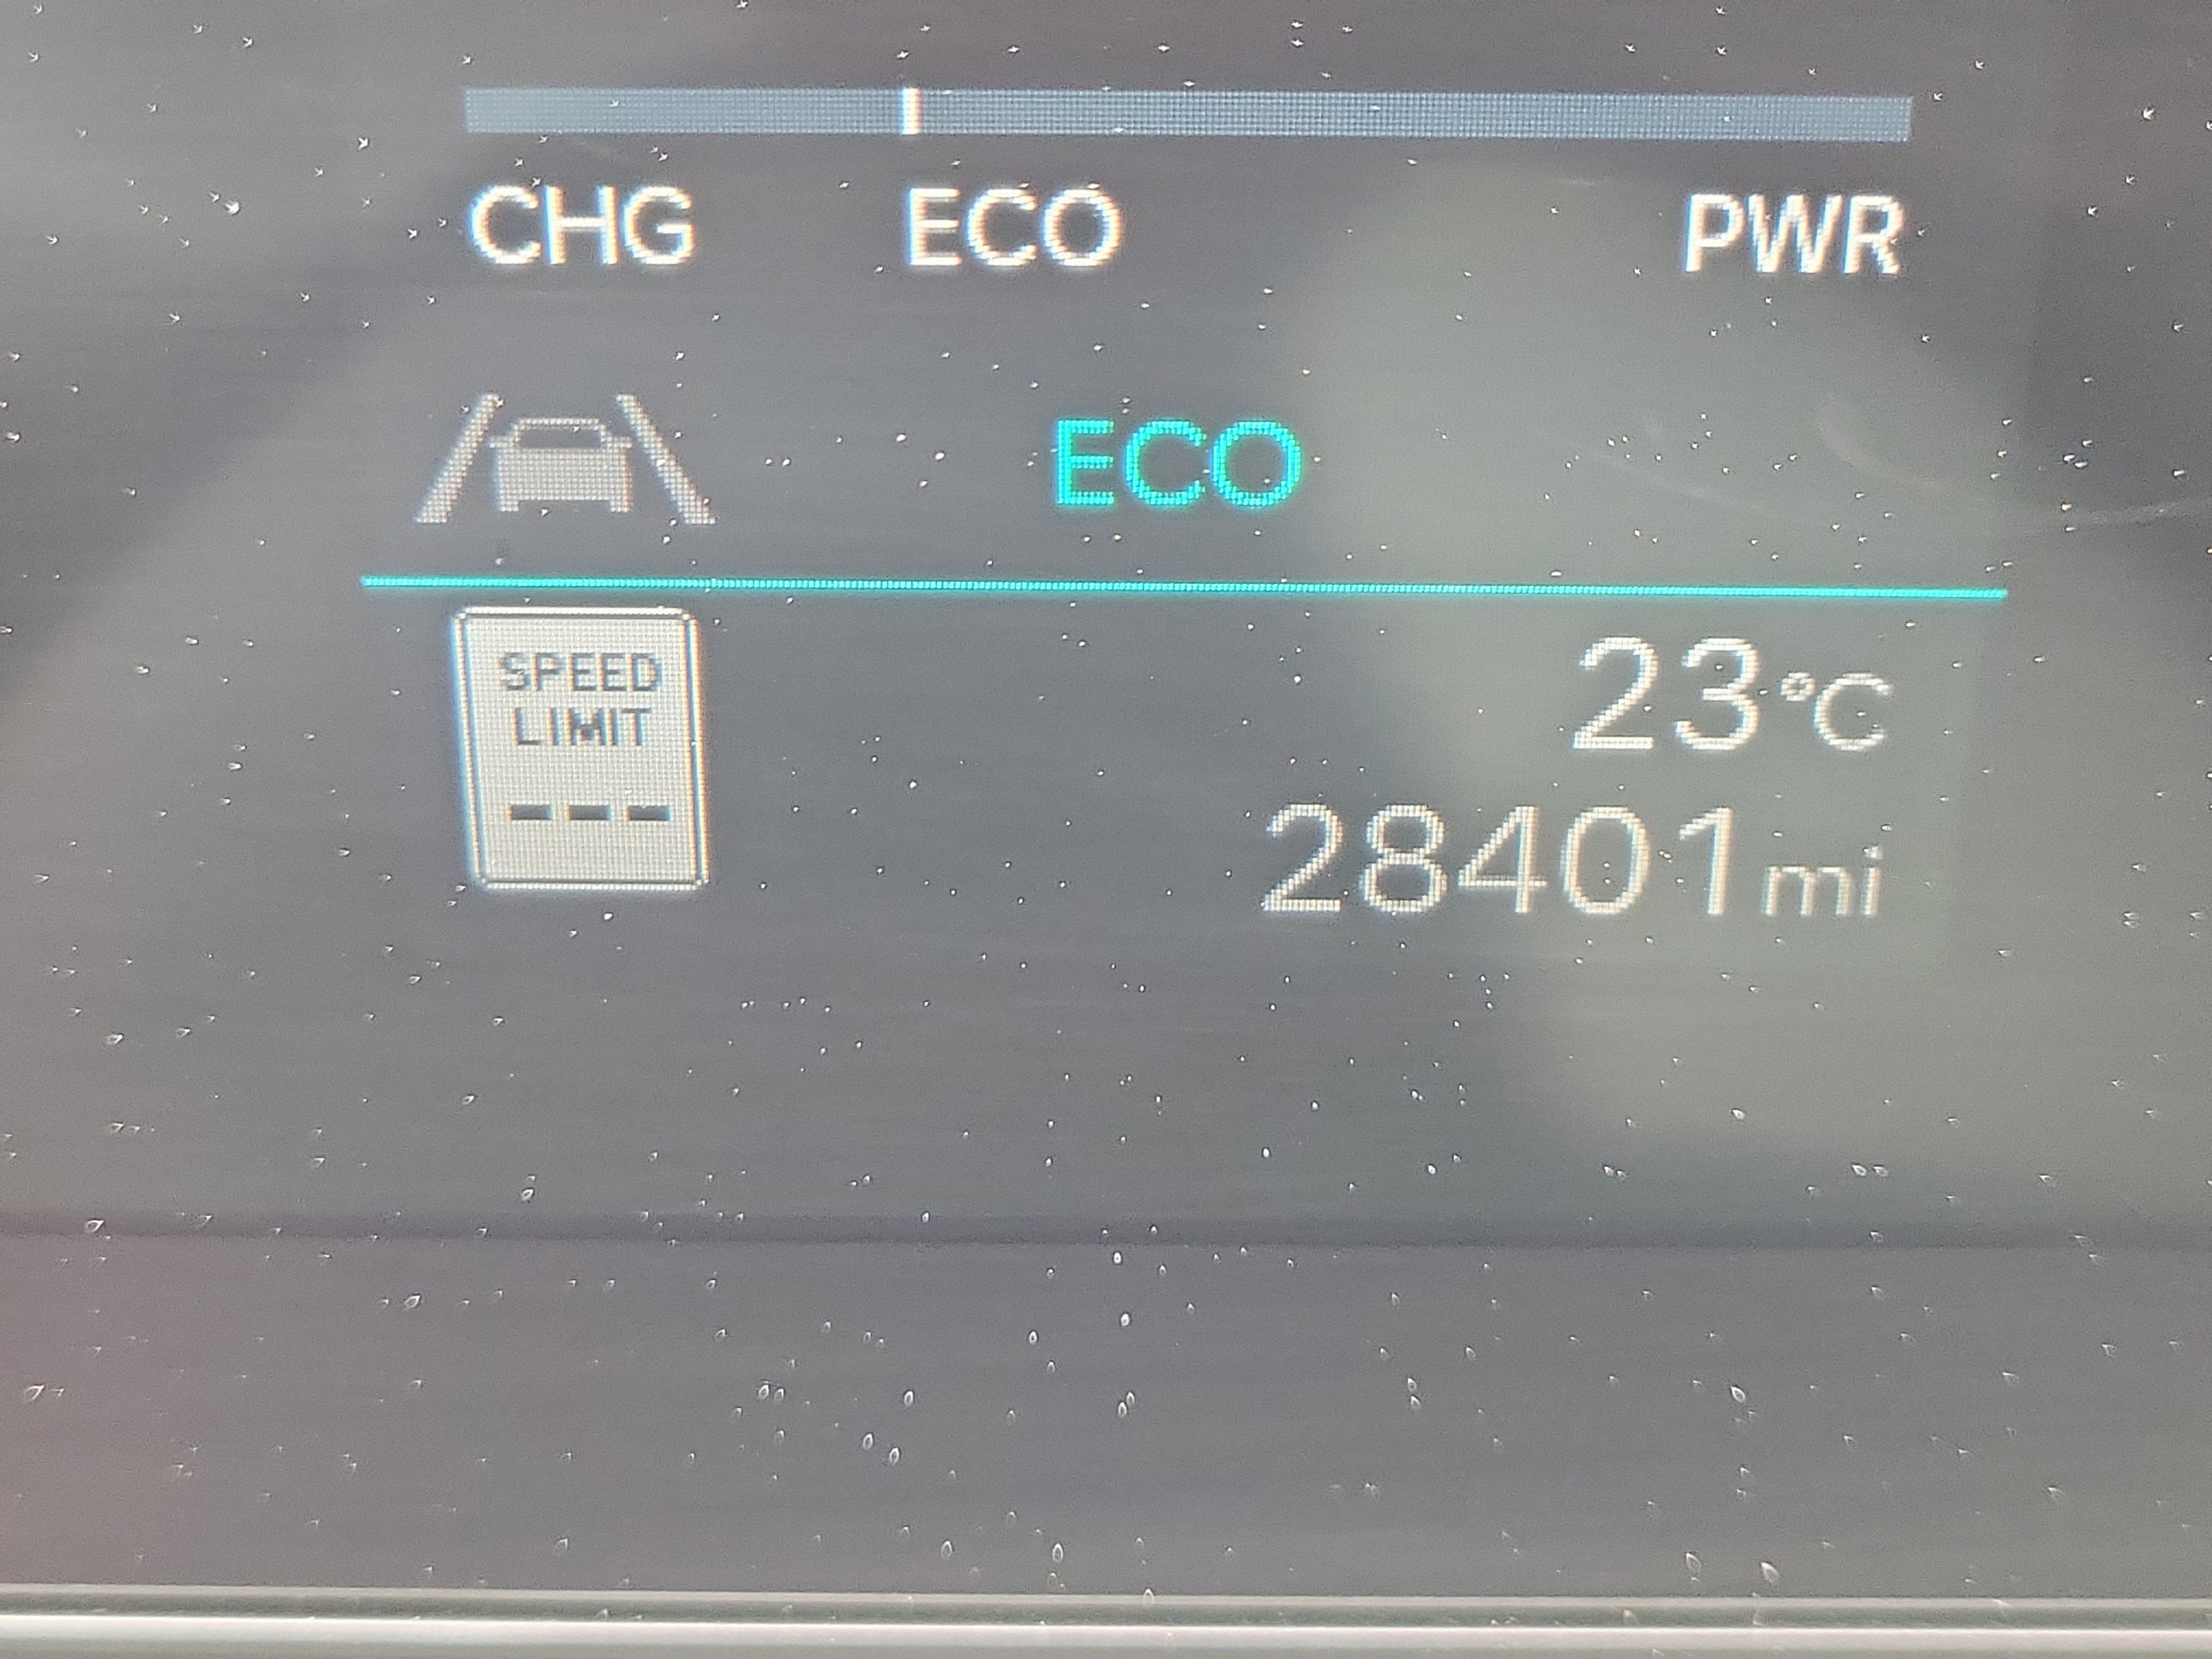 CHG ECO PWR
ECO
SPEED
LIMIT
---
23°C
28401mi